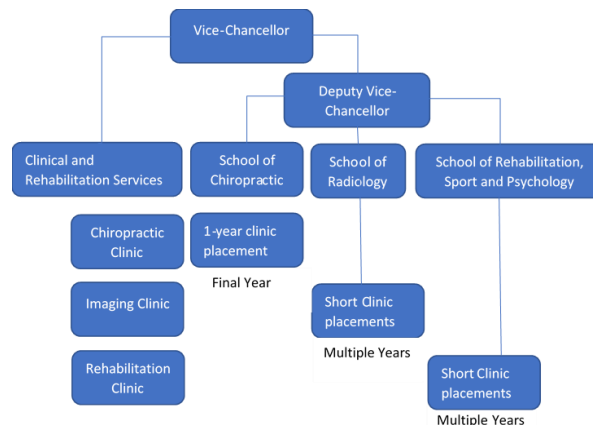 Vice-Chancellor
Deputy Vice-
Chancellor
Clinical and
Rehabilitation Services
School of
Chiropractic
School of
Radiology
School of Rehabilitation,
Sport and Psychology
Chiropractic
Clinic
1-year clinic
placement
Final Year
Imaging Clinic
Short Clinic
placements
Multiple Years
Rehabilitation
Clinic
Short Clinic
placements
Multiple Years